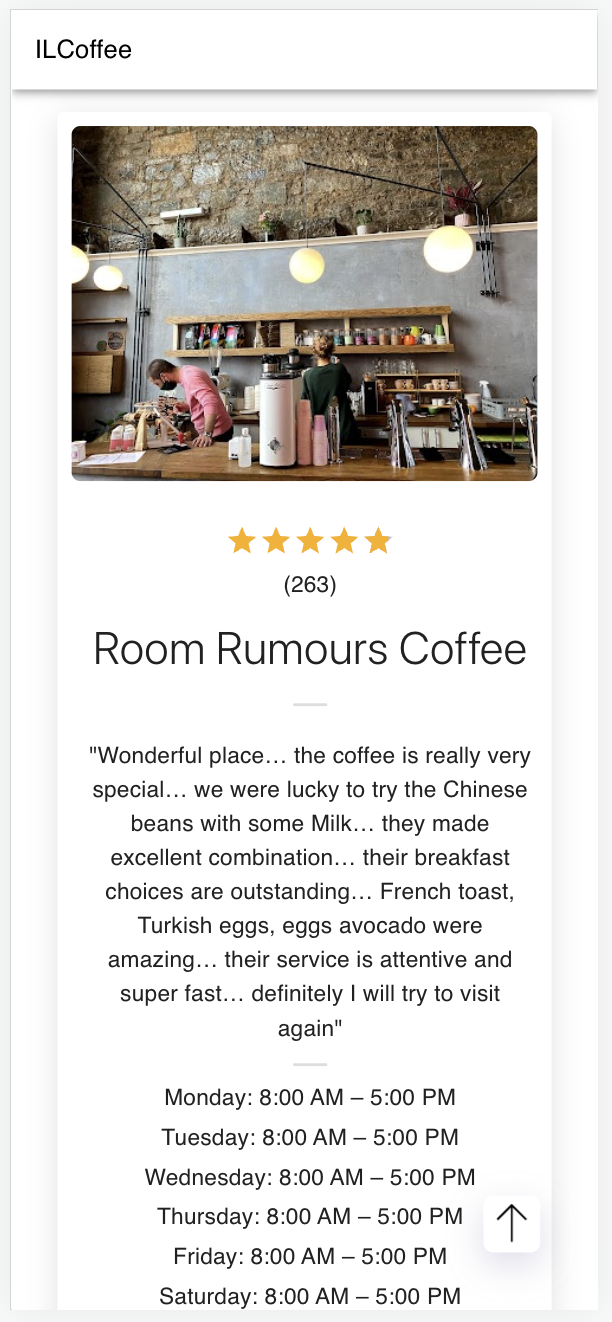 ILCoffee
(263)
Room Rumours Coffee
"Wonderful place… the coffee is really very
special… we were lucky to try the Chinese
beans with some Milk… they made
excellent combination… their breakfast
choices are outstanding… French toast,
Turkish eggs, eggs avocado were
amazing… their service is attentive and
super fast… definitely I will try to visit
again"
Monday: 8:00 AM – 5:00 PM
Tuesday: 8:00 AM – 5:00 PM
Wednesday: 8:00 AM – 5:00 PM
Thursday: 8:00 AM – 5:00 PM
Friday: 8:00 AM – 5:00 PM
Saturday: 8:00 AM – 5:00 PM